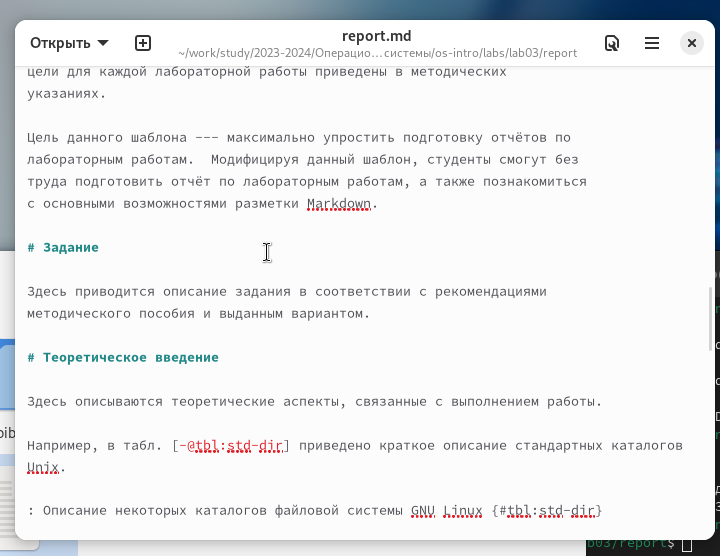 Открыть
report.md
~/work/study/2023-2024/Операцио…системы/os-intro/labs/lab03/report
цели для каждой лабораторной работы приведены в методических
указаниях.
Цель данного шаблона --- максимально упростить подготовку отчётов по
лабораторным работам.  Модифицируя данный шаблон, студенты смогут без
труда подготовить отчёт по лабораторным работам, а также познакомиться
с основными возможностями разметки Markdown.
# Задание
Здесь приводится описание задания в соответствии с рекомендациями
методического пособия и выданным вариантом.
# Теоретическое введение
Здесь описываются теоретические аспекты, связанные с выполнением работы.
Например, в табл. [-@tbl:std-dir] приведено краткое описание стандартных каталогов
Unix.
: Описание некоторых каталогов файловой системы GNU Linux {#tbl:std-dir}
b03/report$